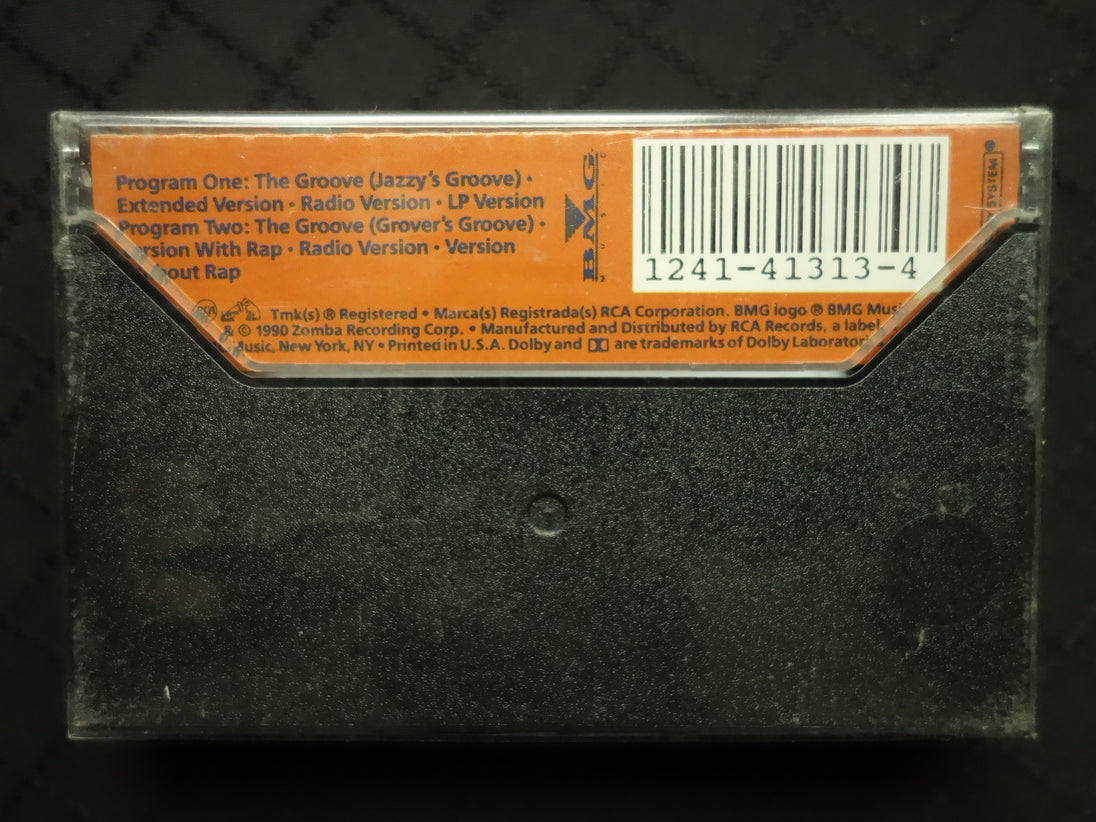 Program One: The Groove (Jazzy's Groove) •
Extended Version • Radio Version • LP Version
Program Two: The Groove (Grover's Groove) •
ersion With Rap • Radio Version • Version
hout Rap
BMG
MUSIC
1241-41313-4
SYSTEM
RCA Tmk(s) ® Registered • Marca(s) Registrada(s) RCA Corporation. BMG logo ® BMG Musi
& © 1990 Zomba Recording Corp. • Manufactured and Distributed by RCA Records, a label
Music, New York, NY • Printed in U.S.A. Dolby and are trademarks of Dolby Laborator